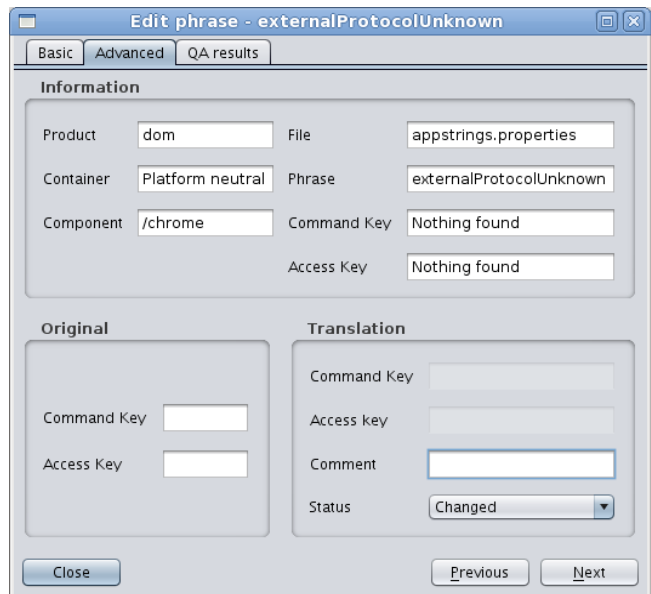 Edit phrase - externalProtocolUnknown
Basic Advanced QA results
Information
Product dom File appstrings.properties
Container Platform neutral Phrase externalProtocolUnknown
Component /chrome Command Key Nothing found
Access Key Nothing found
Original
Command Key
Access Key
Translation
Command Key
Access key
Comment
Status Changed
Close Previous Next